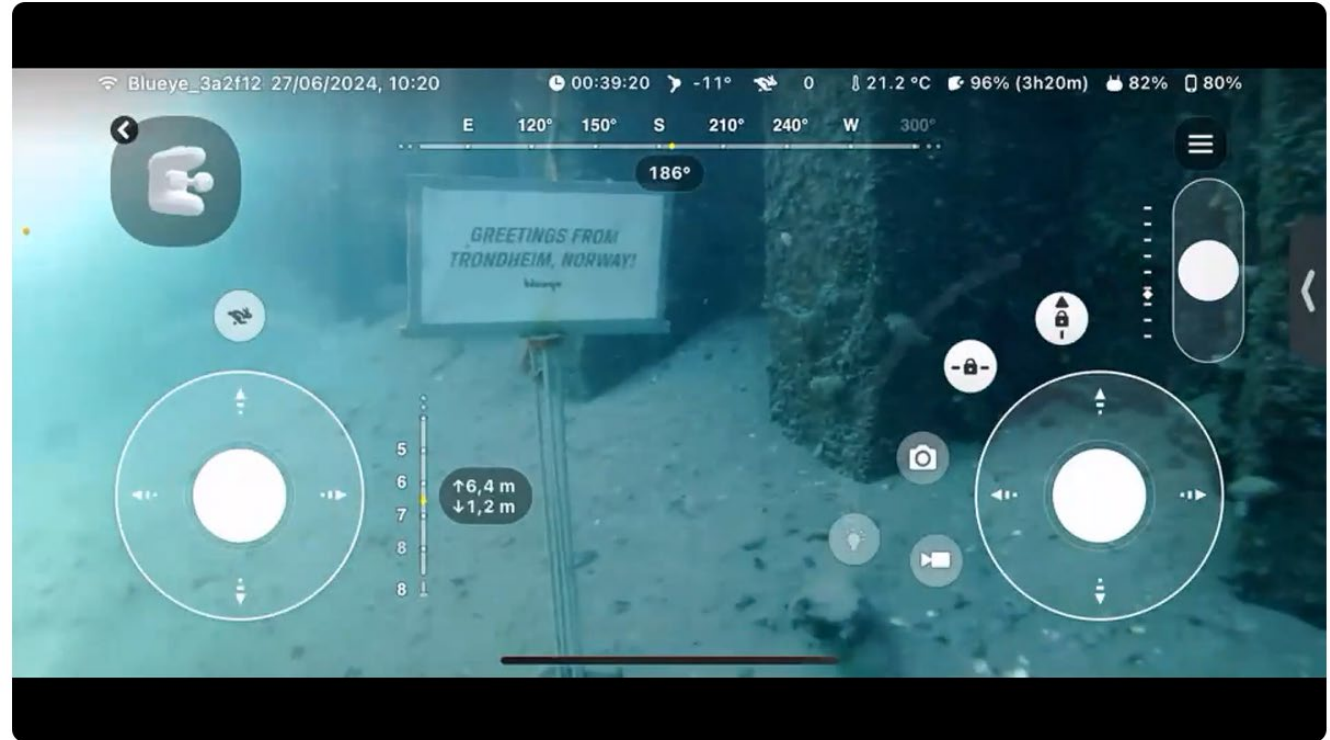 Blueye_3a2f12 27/06/2024, 10:20 00:39:20 -11° 0 21.2 °C 96% (3h20m) 82% 80%
E 120° 150° S 210° 240° W 300°
186°
GREETINGS FROM
TRONDHEIM, NORWAY!
blueye
5
6
7
8
8
↑6,4 m
↓1,2 m